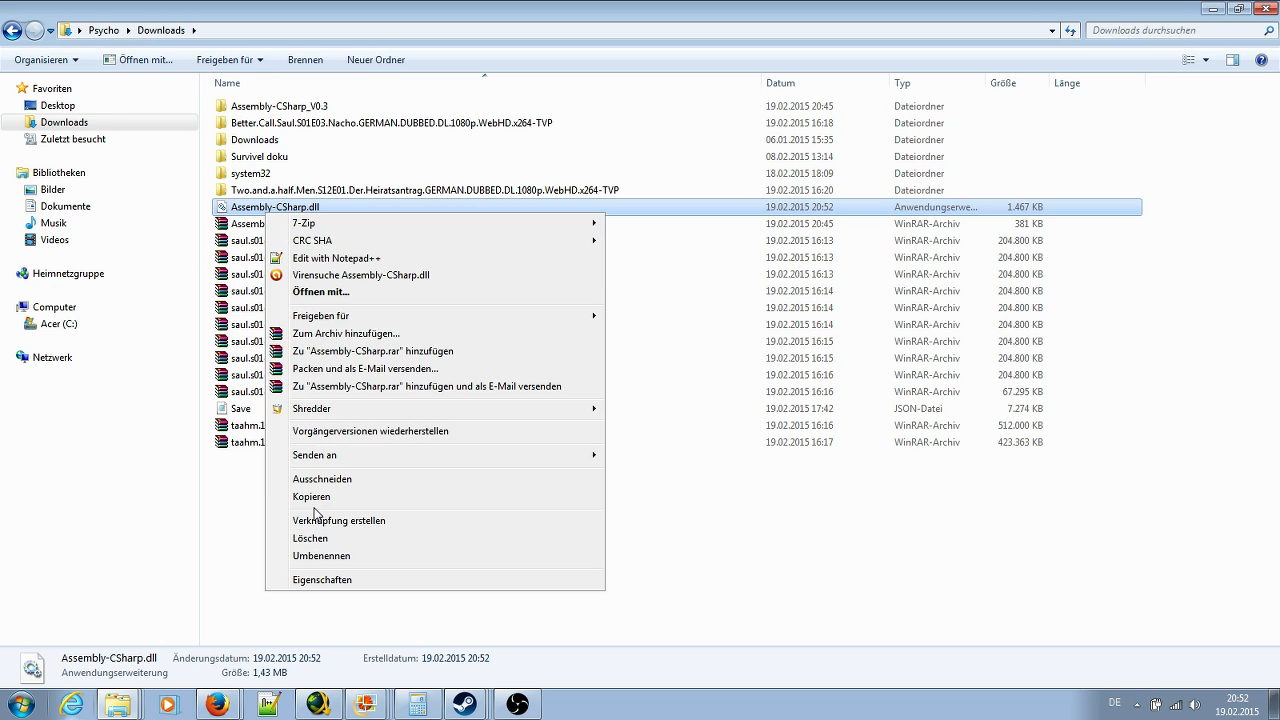 Psycho Downloads
Downloads durchsuchen
Organisieren Öffnen mit... Freigeben für Brennen Neuer Ordner
Favoriten
Desktop
Downloads
Zuletzt besucht
Bibliotheken
Bilder
Dokumente
Musik
Videos
Heimnetzgruppe
Computer
Acer (C:)
Netzwerk
Name Datum Typ Größe Länge
Assembly-CSharp_V0.3 19.02.2015 20:45 Dateiordner
Better.Call.Saul.S01E03.Nacho.GERMAN.DUBBED.DL.1080p.WebHD.x264-TVP 19.02.2015 16:18 Dateiordner
Downloads 06.01.2015 15:35 Dateiordner
Survivel doku 08.02.2015 13:14 Dateiordner
system32 18.02.2015 18:09 Dateiordner
Two.and.a.half.Men.S12E01.Der.Heiratsantrag.GERMAN.DUBBED.DL.1080p.WebHD.x264-TVP 19.02.2015 16:20 Dateiordner
Assembly-CSharp.dll 19.02.2015 20:52 Anwendungserwe... 1.467 KB
Assemb 19.02.2015 20:45 WinRAR-Archiv 381 KB
saul.s01 19.02.2015 16:13 WinRAR-Archiv 204.800 KB
saul.s01 19.02.2015 16:13 WinRAR-Archiv 204.800 KB
saul.s01 19.02.2015 16:13 WinRAR-Archiv 204.800 KB
saul.s01 19.02.2015 16:14 WinRAR-Archiv 204.800 KB
saul.s01 19.02.2015 16:14 WinRAR-Archiv 204.800 KB
saul.s01 19.02.2015 16:14 WinRAR-Archiv 204.800 KB
saul.s01 19.02.2015 16:15 WinRAR-Archiv 204.800 KB
saul.s01 19.02.2015 16:15 WinRAR-Archiv 204.800 KB
saul.s01 19.02.2015 16:15 WinRAR-Archiv 204.800 KB
saul.s01 19.02.2015 16:15 WinRAR-Archiv 67.295 KB
Save 19.02.2015 17:42 JSON-Datei 7.274 KB
taahm.1 19.02.2015 16:16 WinRAR-Archiv 512.000 KB
taahm.1 19.02.2015 16:17 WinRAR-Archiv 423.363 KB
7-Zip
CRC SHA
Edit with Notepad++
Virensuche Assembly-CSharp.dll
Öffnen mit...
Freigeben für
Zum Archiv hinzufügen...
Zu "Assembly-CSharp.rar" hinzufügen
Packen und als E-Mail versenden...
Zu "Assembly-CSharp.rar" hinzufügen und als E-Mail versenden
Shredder
Vorgängerversionen wiederherstellen
Senden an
Ausschneiden
Kopieren
Verknüpfung erstellen
Löschen
Umbenennen
Eigenschaften
Assembly-CSharp.dll Änderungsdatum: 19.02.2015 20:52 Erstelldatum: 19.02.2015 20:52
Anwendungserweiterung Größe: 1,43 MB
DE
20:52
19.02.2015